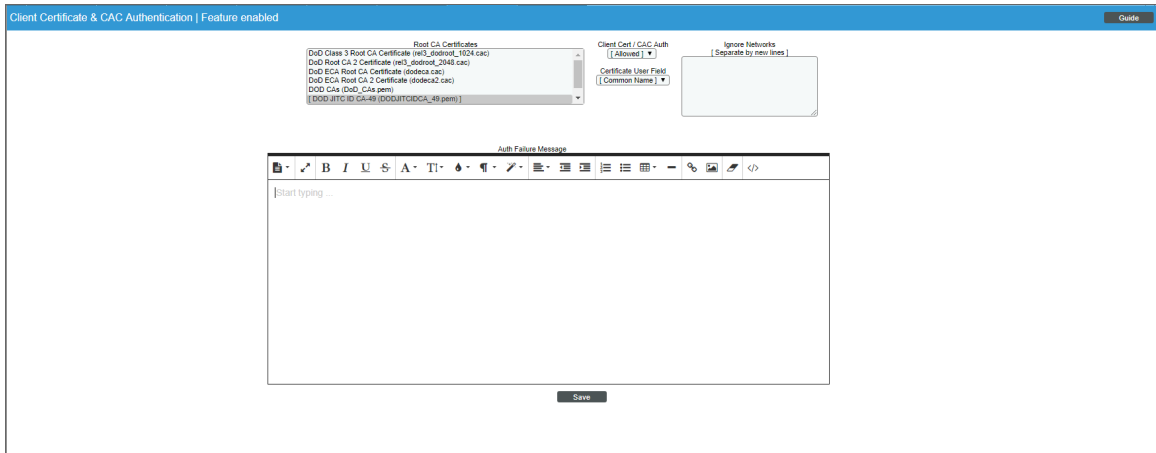 Client Certificate & CAC Authentication | Feature enabled
Guide
Root CA Certificates
DoD Class 3 Root CA Certificate (rel3_dodroot_1024.cac)
DoD Root CA 2 Certificate (rel3_dodroot_2048.cac)
DoD ECA Root CA Certificate (dodeca.cac)
DoD ECA Root CA 2 Certificate (dodeca2.cac)
DOD CAs (DoD_CAs.pem)
[ DOD JITC ID CA-49 (DODJITCIDCA_49.pem) ]
Client Cert / CAC Auth
[ Allowed ]
Certificate User Field
[ Common Name ]
Ignore Networks
[ Separate by new lines ]
Auth Failure Message
B I U S A T
Start typing ...
Save